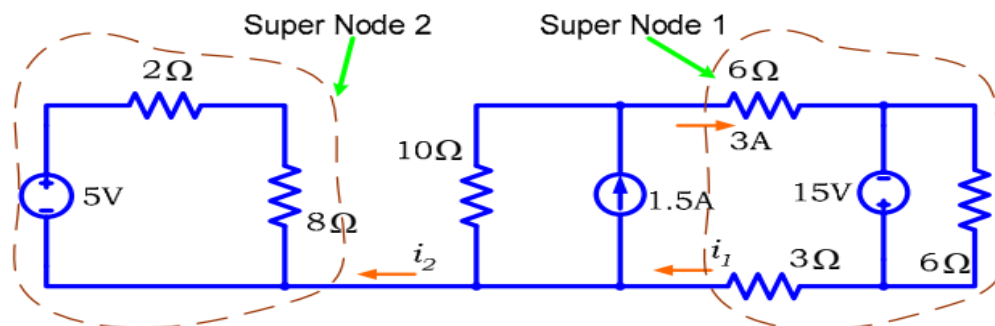 Super Node 2
Super Node 1
2Ω
6Ω
10Ω
3A
5V
8Ω
1.5A
15V
i₂
i₁
3Ω
6Ω